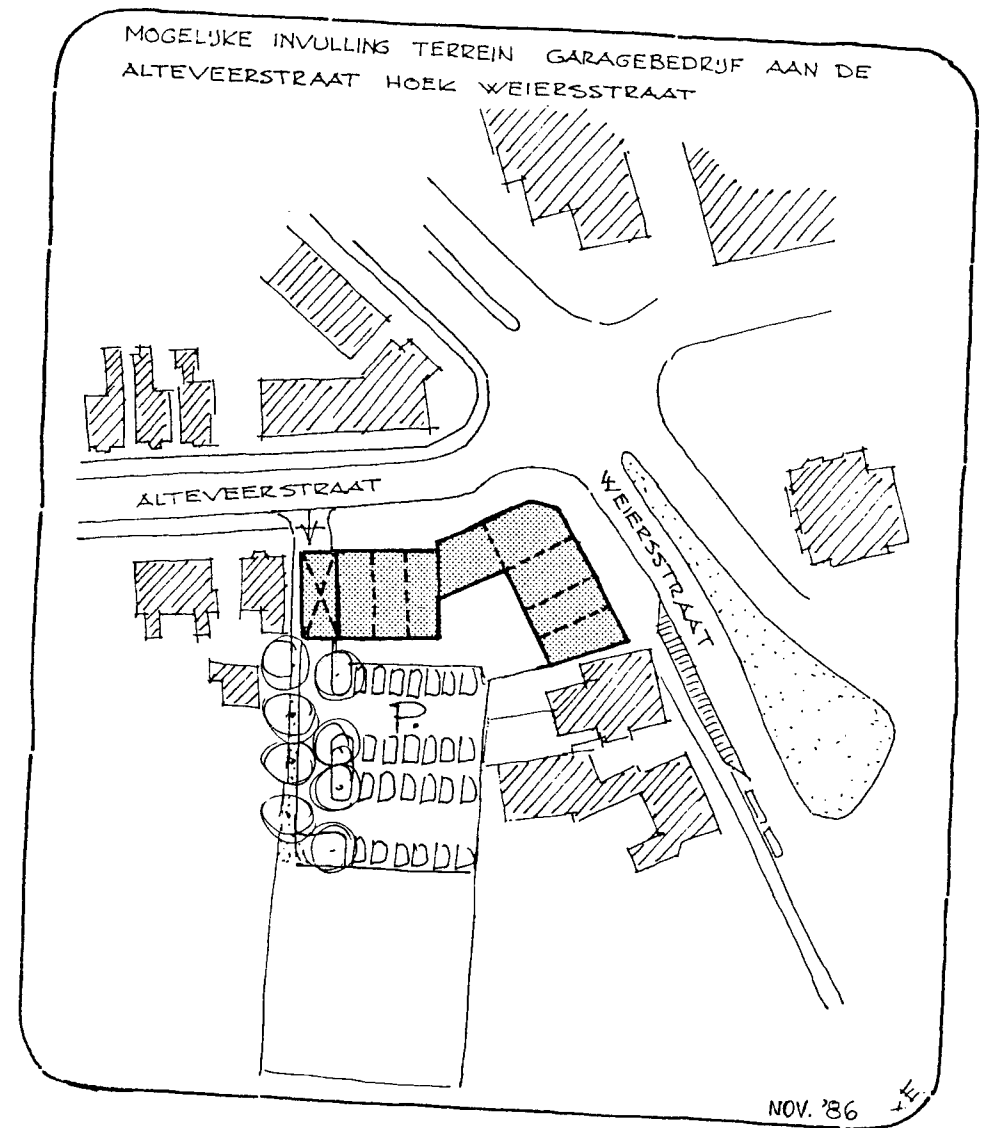 MOGELIJKE INVULLING TERREIN GARAGEBEDRIJF AAN DE
ALTEVEERSTRAAT HOEK WEIERSSTRAAT
ALTEVEERSTRAAT
WEIERSSTRAAT
P.
NOV. '86